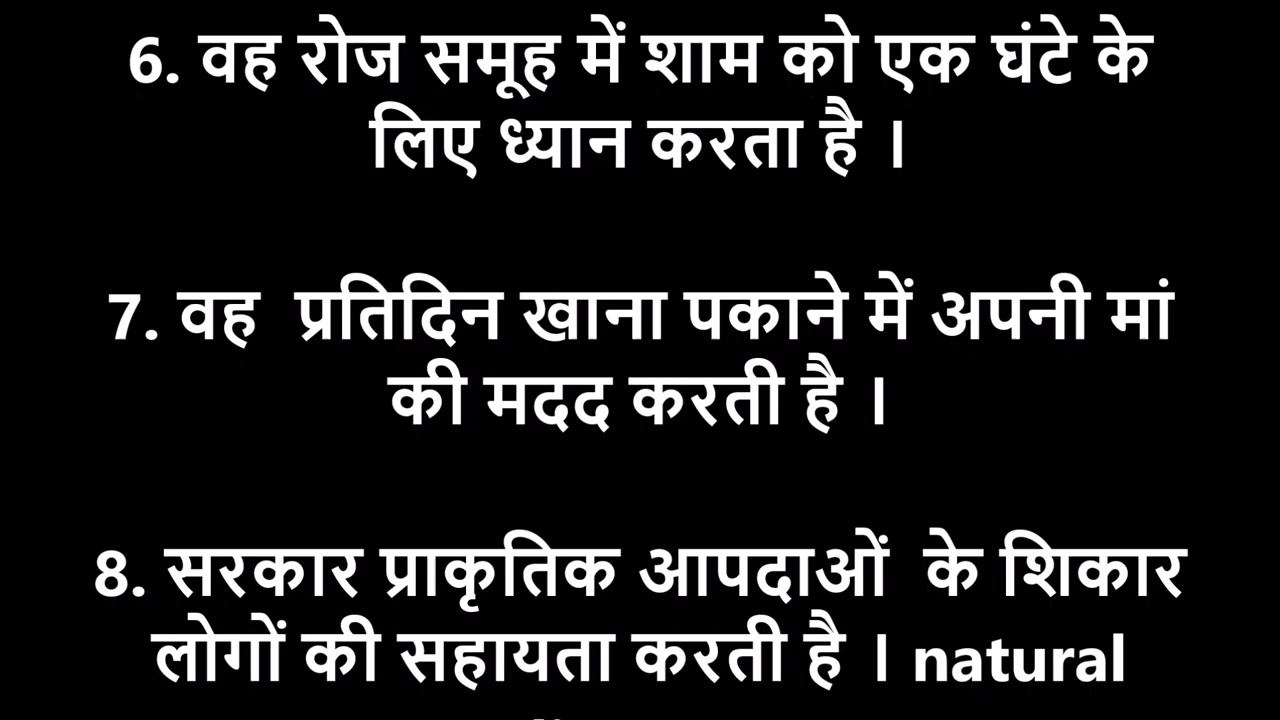 6. वह रोज समूह में शाम को एक घंटे के
लिए ध्यान करता है ।
7. वह  प्रतिदिन खाना पकाने में अपनी मां
की मदद करती है ।
8. सरकार प्राकृतिक आपदाओं  के शिकार
लोगों की सहायता करती है । natural